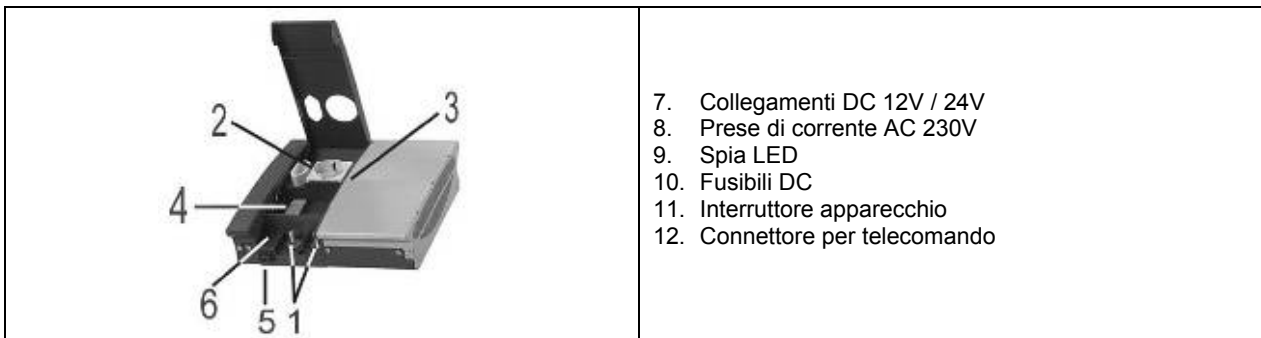 2
3
4
6
5 1
7. Collegamenti DC 12V / 24V
8. Prese di corrente AC 230V
9. Spia LED
10. Fusibili DC
11. Interruttore apparecchio
12. Connettore per telecomando